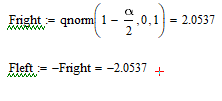 Fright := qnorm(1 − α/2, 0, 1) = 2.0537
Fleft := −Fright = −2.0537